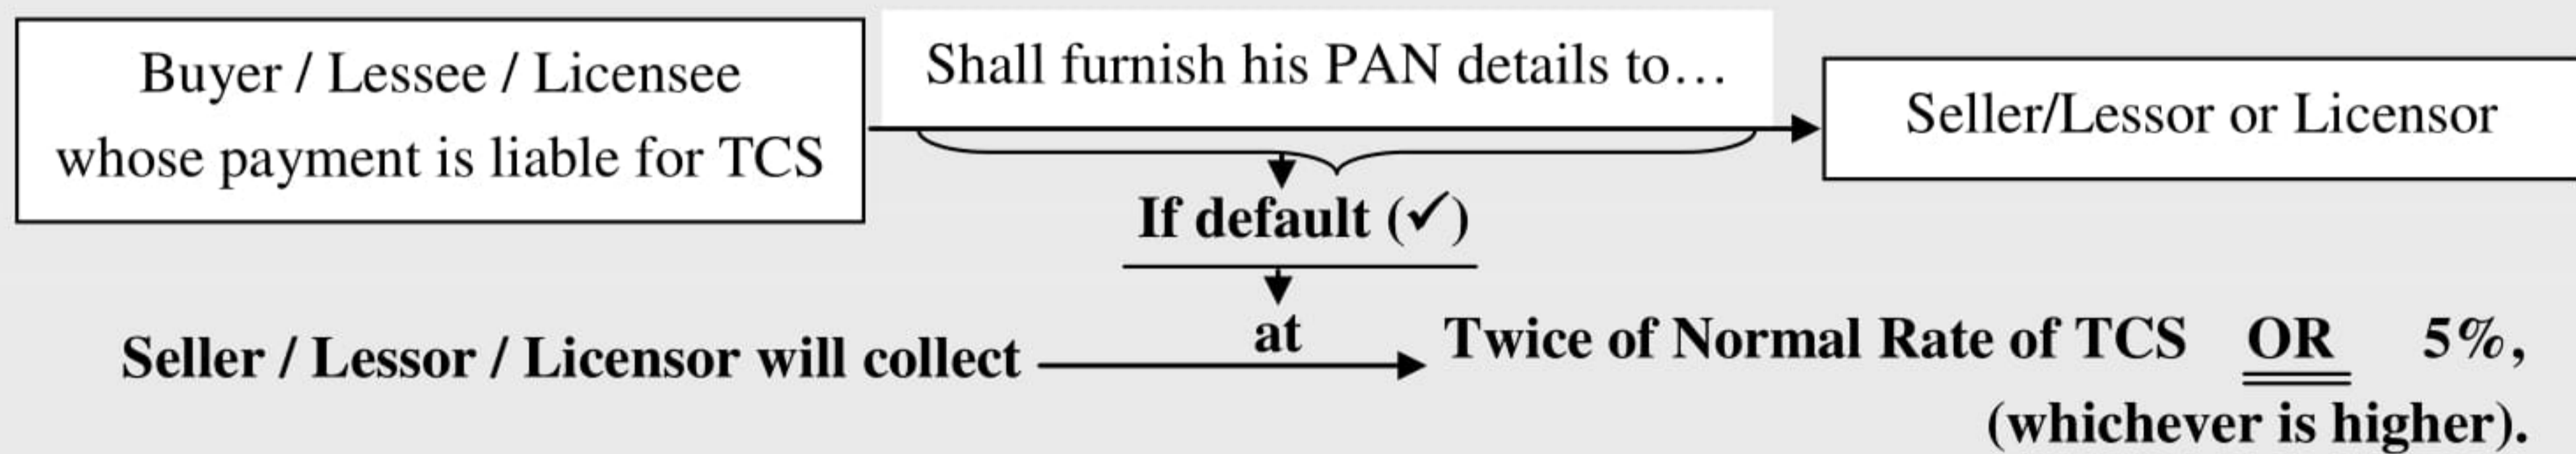 Buyer / Lessee / Licensee
whose payment is liable for TCS
Shall furnish his PAN details to…
Seller/Lessor or Licensor
If default (✓)
at
Seller / Lessor / Licensor will collect
Twice of Normal Rate of TCS OR 5%,
(whichever is higher).